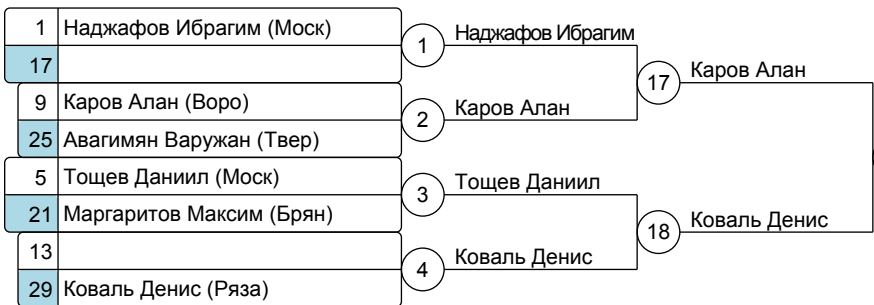 1 Наджафов Ибрагим (Моск)
17
9 Каров Алан (Воро)
25 Авагимян Варужан (Твер)
5 Тощев Даниил (Моск)
21 Маргаритов Максим (Брян)
13
29 Коваль Денис (Ряза)
1 Наджафов Ибрагим
2 Каров Алан
3 Тощев Даниил
4 Коваль Денис
17 Каров Алан
18 Коваль Денис